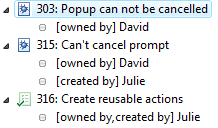 303: Popup can not be cancelled
[owned by] David
315: Can't cancel prompt
[owned by] David
[created by] Julie
316: Create reusable actions
[owned by,created by] Julie